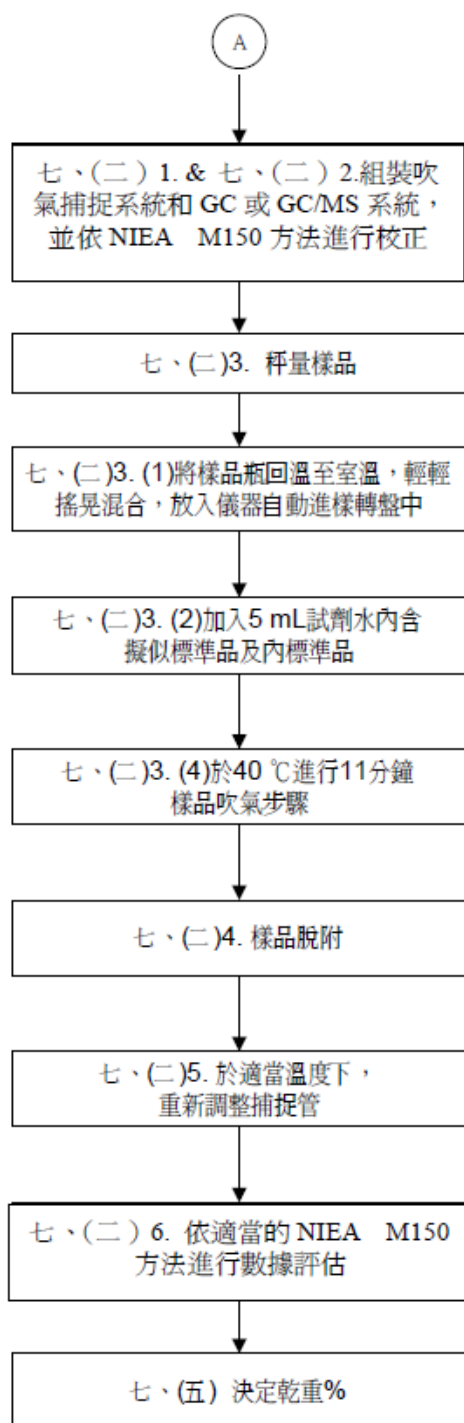 A
七、(二) 1. & 七、(二) 2.組裝吹
氣捕捉系統和 GC 或 GC/MS 系統，
並依 NIEA M150 方法進行校正
七、(二)3. 秤量樣品
七、(二)3. (1)將樣品瓶回溫至室溫，輕輕
搖晃混合，放入儀器自動進樣轉盤中
七、(二)3. (2)加入5 mL試劑水內含
擬似標準品及內標準品
七、(二)3. (4)於40 ℃進行11分鐘
樣品吹氣步驟
七、(二)4. 樣品脫附
七、(二)5. 於適當溫度下，
重新調整捕捉管
七、(二) 6. 依適當的 NIEA M150
方法進行數據評估
七、(五) 決定乾重%